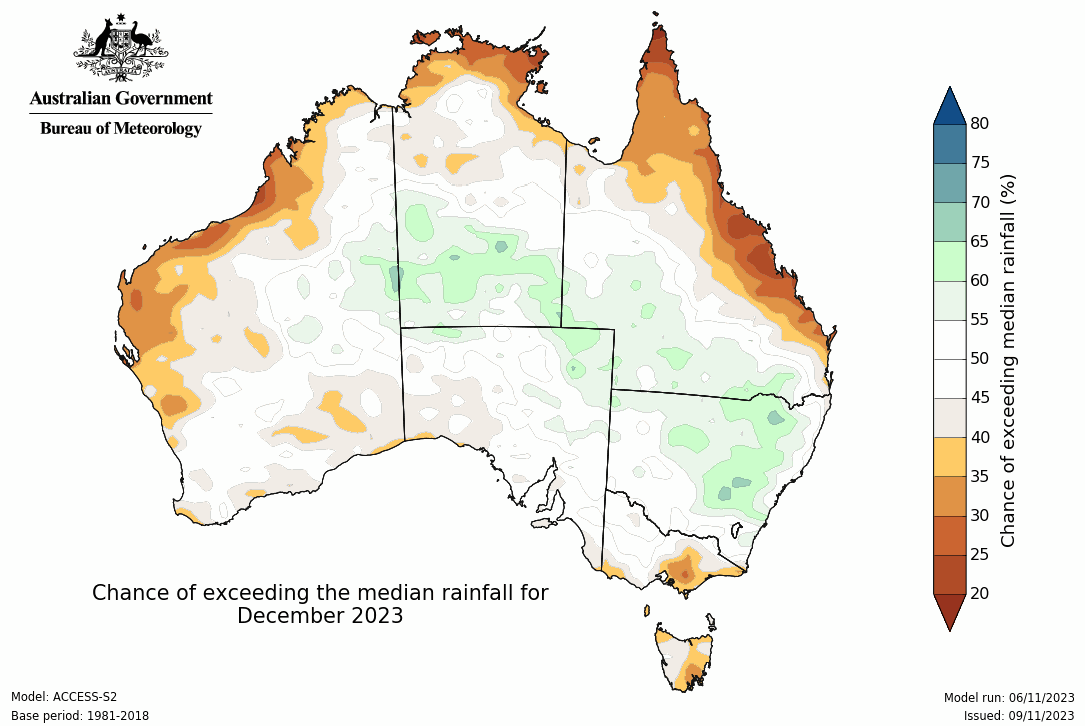 AUSTRALIA
Australian Government
Bureau of Meteorology
80
75
70
65
60
55
50
45
40
35
30
25
20
Chance of exceeding median rainfall (%)
Chance of exceeding the median rainfall for
December 2023
Model: ACCESS-S2
Base period: 1981-2018
Model run: 06/11/2023
Issued: 09/11/2023